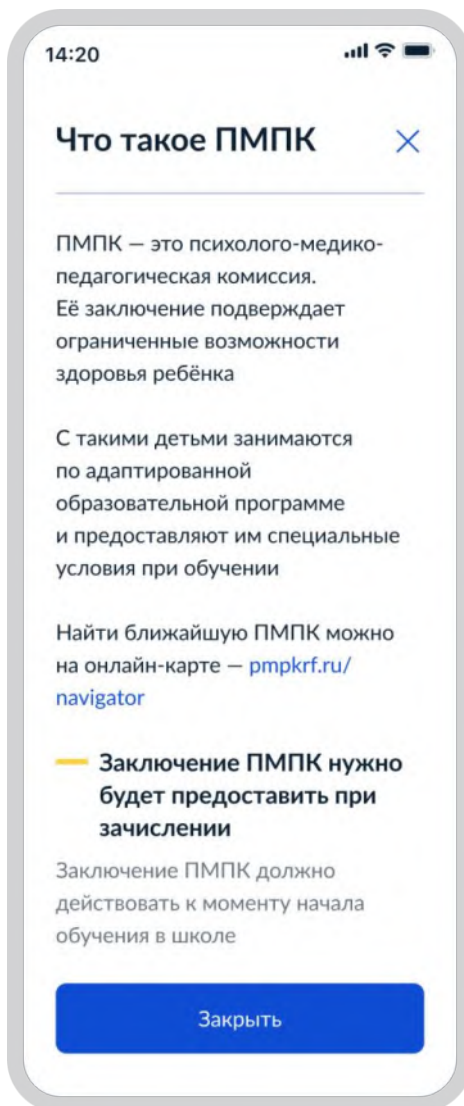 14:20
Что такое ПМПК
ПМПК — это психолого-медико-
педагогическая комиссия.
Её заключение подверждает
ограниченные возможности
здоровья ребёнка
С такими детьми занимаются
по адаптированной
образовательной программе
и предоставляют им специальные
условия при обучении
Найти ближайшую ПМПК можно
на онлайн-карте — pmpkrf.ru/
navigator
Заключение ПМПК нужно
будет предоставить при
зачислении
Заключение ПМПК должно
действовать к моменту начала
обучения в школе
Закрыть